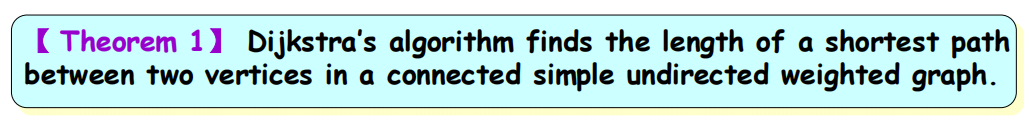 【 Theorem 1】 Dijkstra's algorithm finds the length of a shortest path
between two vertices in a connected simple undirected weighted graph.